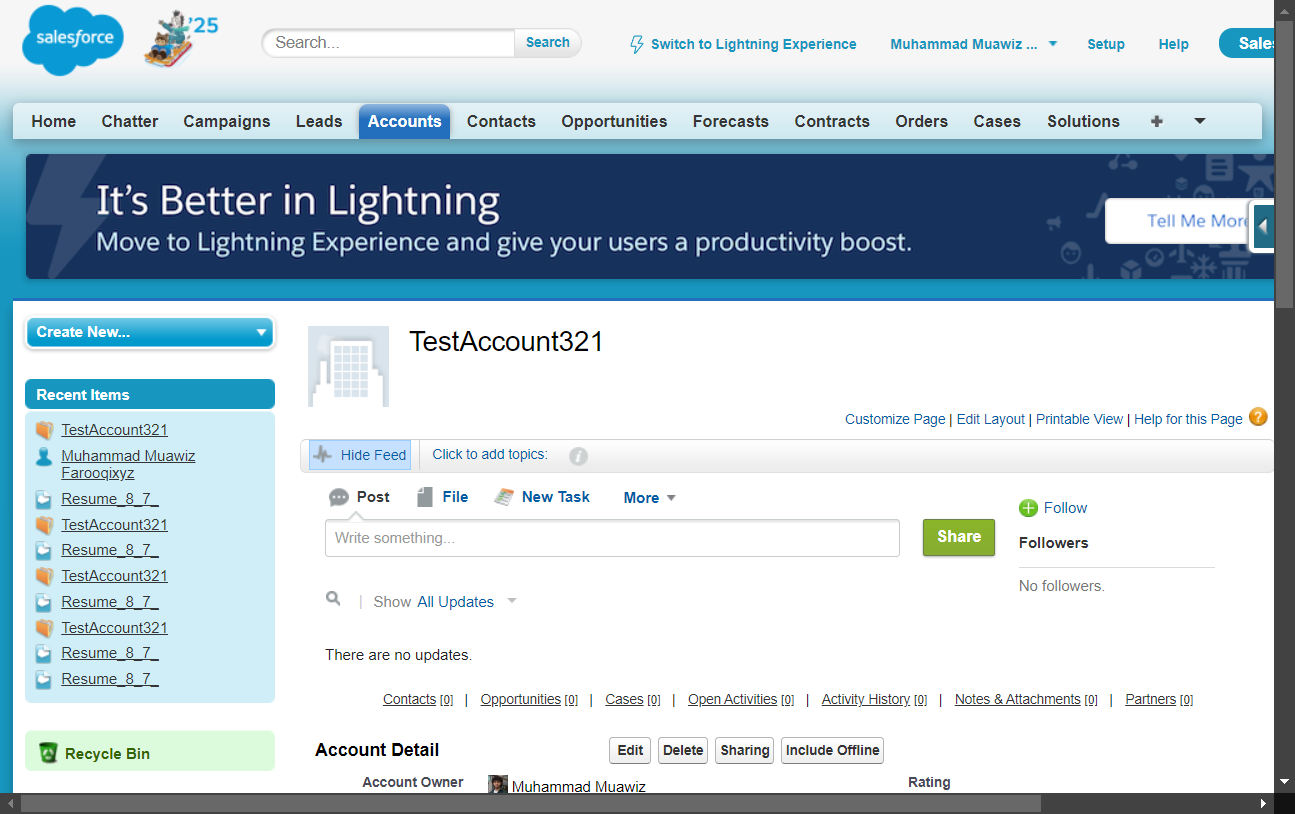 salesforce
'25
Search...
Search
Switch to Lightning Experience
Muhammad Muawiz ...
Setup
Help
Sales
Home
Chatter
Campaigns
Leads
Accounts
Contacts
Opportunities
Forecasts
Contracts
Orders
Cases
Solutions
+
It's Better in Lightning
Move to Lightning Experience and give your users a productivity boost.
Tell Me More
Create New...
Recent Items
TestAccount321
Muhammad Muawiz
Farooqixyz
Resume_8_7_
TestAccount321
Resume_8_7_
TestAccount321
Resume_8_7_
TestAccount321
Resume_8_7_
Resume_8_7_
Recycle Bin
TestAccount321
Customize Page | Edit Layout | Printable View | Help for this Page ?
Hide Feed
Click to add topics:
i
Post
File
New Task
More
Write something...
Share
Follow
Followers
No followers.
| Show All Updates
There are no updates.
Contacts [0] | Opportunities [0] | Cases [0] | Open Activities [0] | Activity History [0] | Notes & Attachments [0] | Partners [0]
Account Detail
Edit
Delete
Sharing
Include Offline
Account Owner
Muhammad Muawiz
Rating